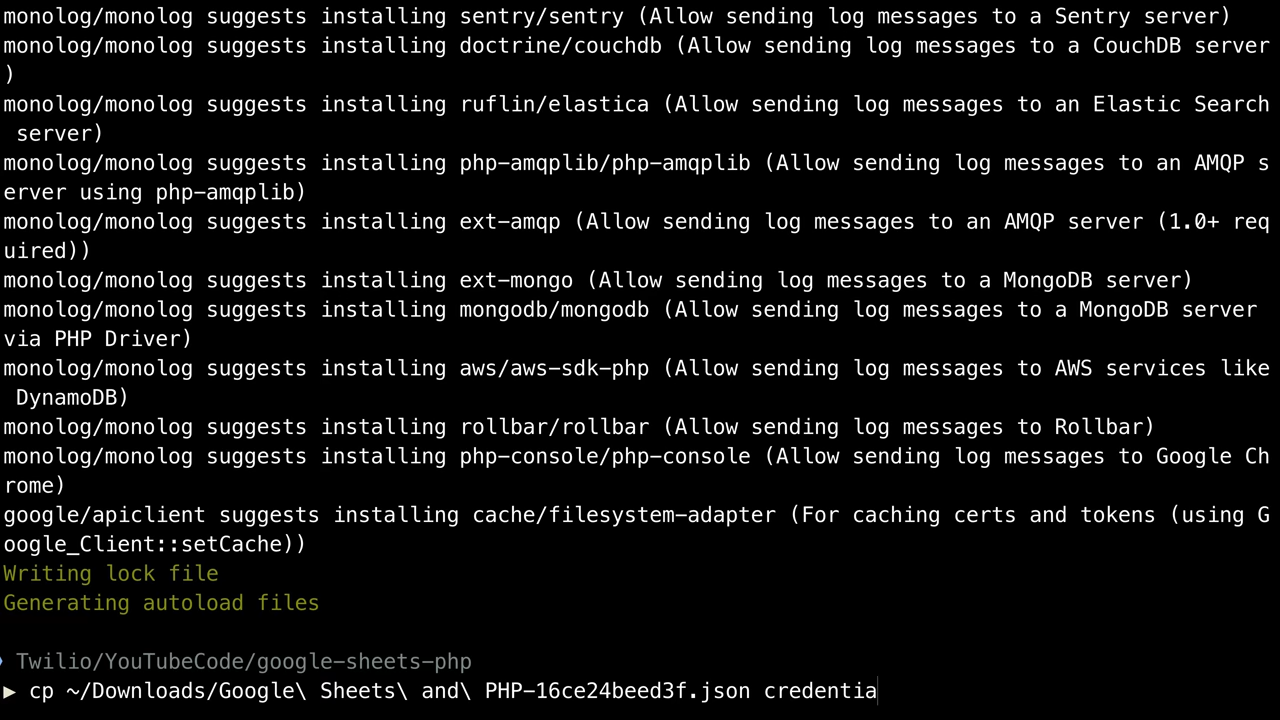 monolog/monolog suggests installing sentry/sentry (Allow sending log messages to a Sentry server)
monolog/monolog suggests installing doctrine/couchdb (Allow sending log messages to a CouchDB server
)
monolog/monolog suggests installing ruflin/elastica (Allow sending log messages to an Elastic Search
 server)
monolog/monolog suggests installing php-amqplib/php-amqplib (Allow sending log messages to an AMQP s
erver using php-amqplib)
monolog/monolog suggests installing ext-amqp (Allow sending log messages to an AMQP server (1.0+ req
uired))
monolog/monolog suggests installing ext-mongo (Allow sending log messages to a MongoDB server)
monolog/monolog suggests installing mongodb/mongodb (Allow sending log messages to a MongoDB server
via PHP Driver)
monolog/monolog suggests installing aws/aws-sdk-php (Allow sending log messages to AWS services like
 DynamoDB)
monolog/monolog suggests installing rollbar/rollbar (Allow sending log messages to Rollbar)
monolog/monolog suggests installing php-console/php-console (Allow sending log messages to Google Ch
rome)
google/apiclient suggests installing cache/filesystem-adapter (For caching certs and tokens (using G
oogle_Client::setCache))
Writing lock file
Generating autoload files
Twilio/YouTubeCode/google-sheets-php
▶ cp ~/Downloads/Google\ Sheets\ and\ PHP-16ce24beed3f.json credentia